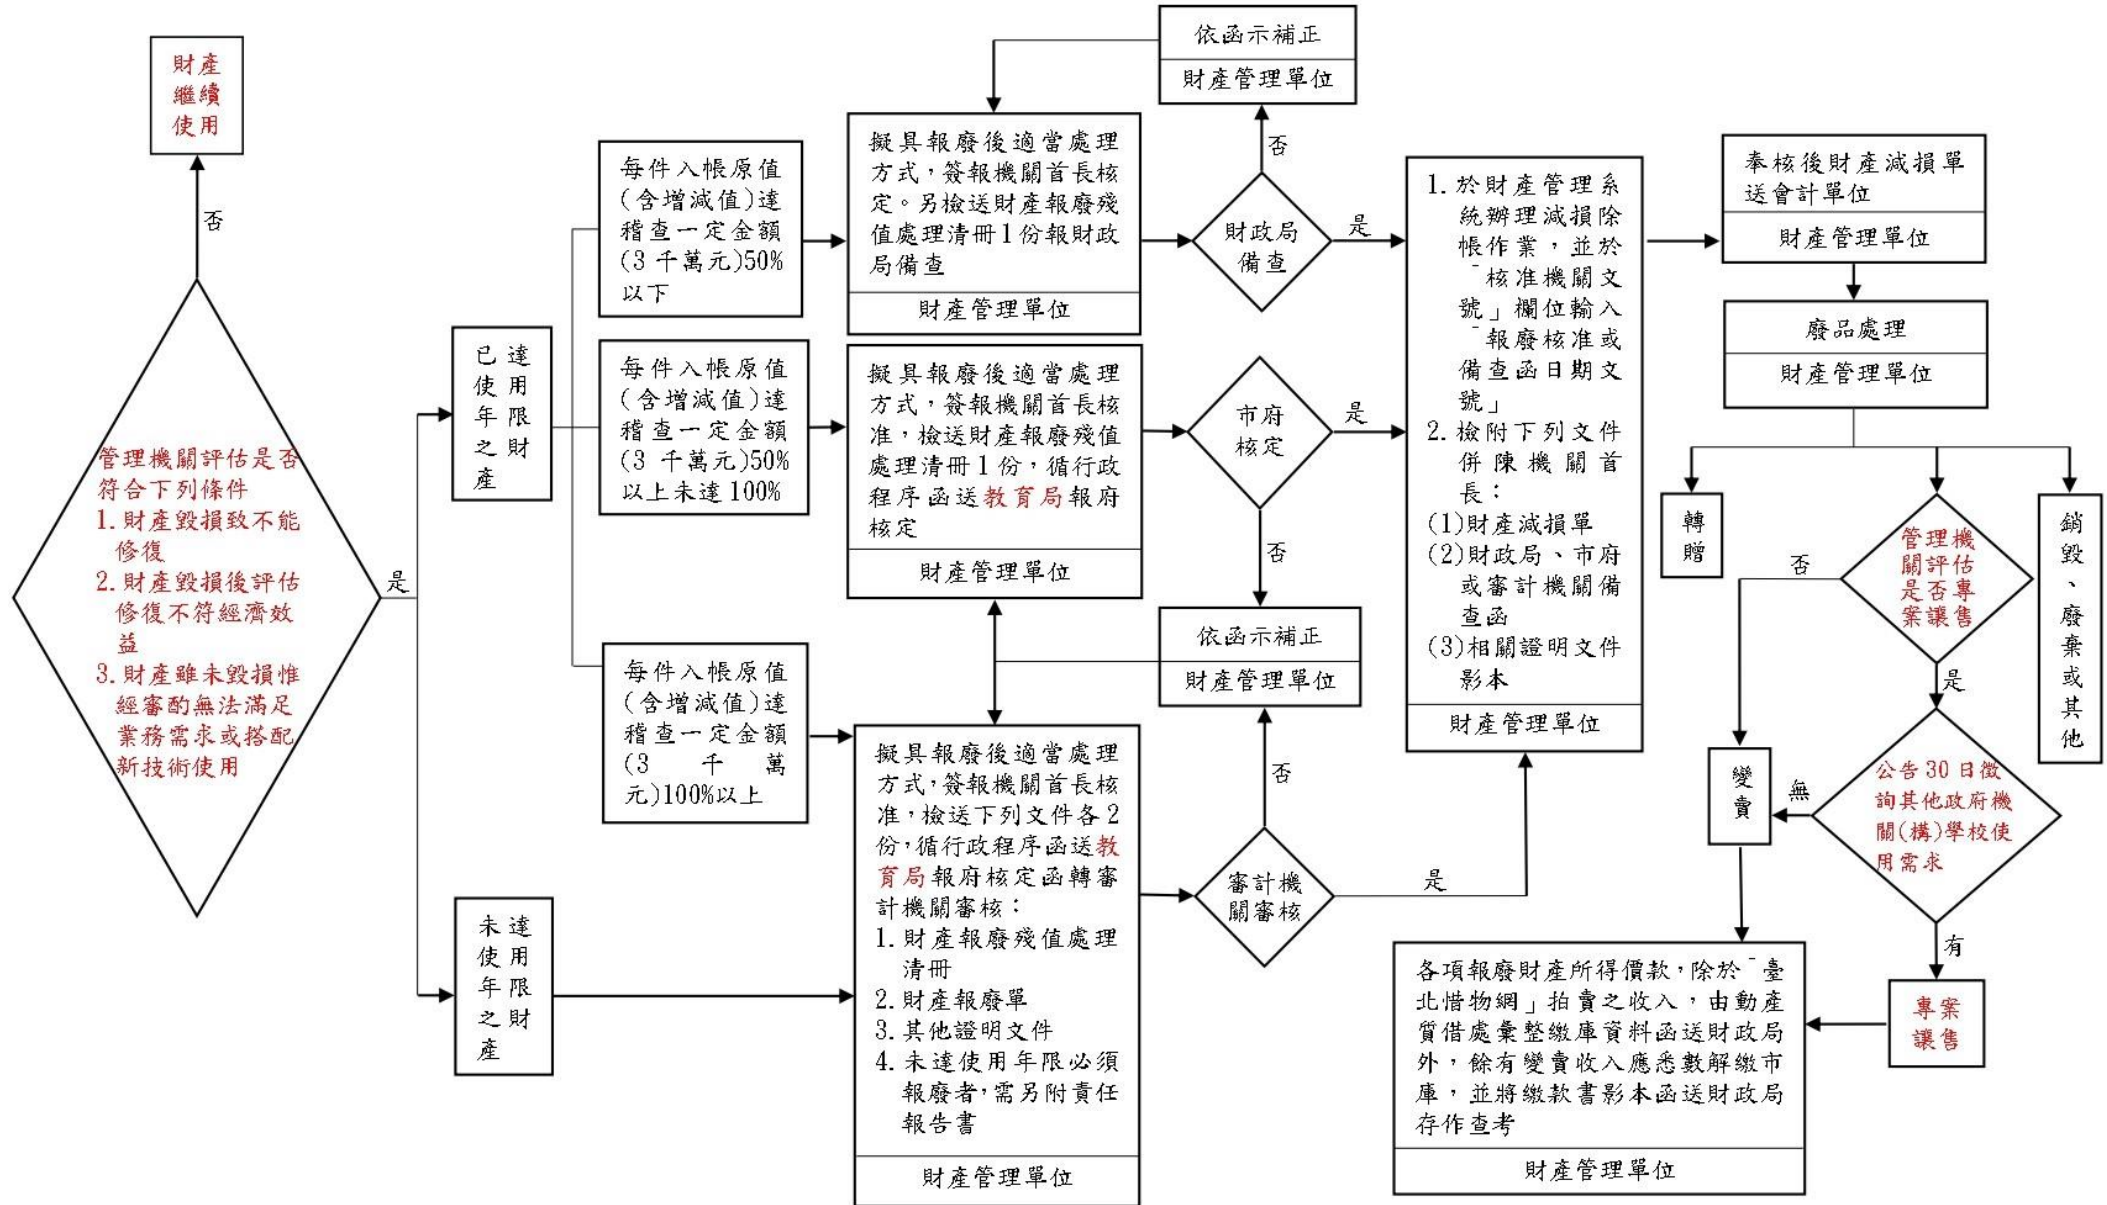 財產
繼續
使用
否
管理機關評估是否
符合下列條件
1. 財產毀損致不能
修復
2. 財產毀損後評估
修復不符經濟效
益
3. 財產雖未毀損惟
經審酌無法滿足
業務需求或搭配
新技術使用
是
已達
使用
年限
之財
產
未達
使用
年限
之財
產
每件入帳原值
(含增減值)達
稽查一定金額
(3 千萬元)50%
以下
每件入帳原值
(含增減值)達
稽查一定金額
(3 千萬元)50%
以上未達 100%
每件入帳原值
(含增減值)達
稽查一定金額
(3 千 萬
元)100%以上
擬具報廢後適當處理
方式，簽報機關首長核
定。另檢送財產報廢殘
值處理清冊 1 份報財政
局備查
財產管理單位
擬具報廢後適當處理
方式，簽報機關首長核
准，檢送財產報廢殘值
處理清冊 1 份，循行政
程序函送教育局報府
核定
財產管理單位
擬具報廢後適當處理
方式，簽報機關首長核
准，檢送下列文件各 2
份，循行政程序函送教
育局報府核定函轉審
計機關審核：
1. 財產報廢殘值處理
清冊
2. 財產報廢單
3. 其他證明文件
4. 未達使用年限必須
報廢者，需另附責任
報告書
財產管理單位
依函示補正
財產管理單位
否
財政局
備查
是
市府
核定
是
否
依函示補正
財產管理單位
否
審計機
關審核
是
1. 於財產管理系
統辦理減損除
帳作業，並於
「核准機關文
號」欄位輸入
「報廢核准或
備查函日期文
號」
2. 檢附下列文件
併陳機關首
長：
(1)財產減損單
(2)財政局、市府
或審計機關備
查函
(3)相關證明文件
影本
財產管理單位
奉核後財產減損單
送會計單位
財產管理單位
廢品處理
財產管理單位
轉
贈
管理機
關評估
是否專
案讓售
否
是
銷
毀
、
廢
棄
或
其
他
變
賣
無
公告 30 日徵
詢其他政府機
關(構)學校使
用需求
有
專案
讓售
各項報廢財產所得價款，除於「臺
北惜物網」拍賣之收入，由動產
質借處彙整繳庫資料函送財政局
外，餘有變賣收入應悉數解繳市
庫，並將繳款書影本函送財政局
存作查考
財產管理單位